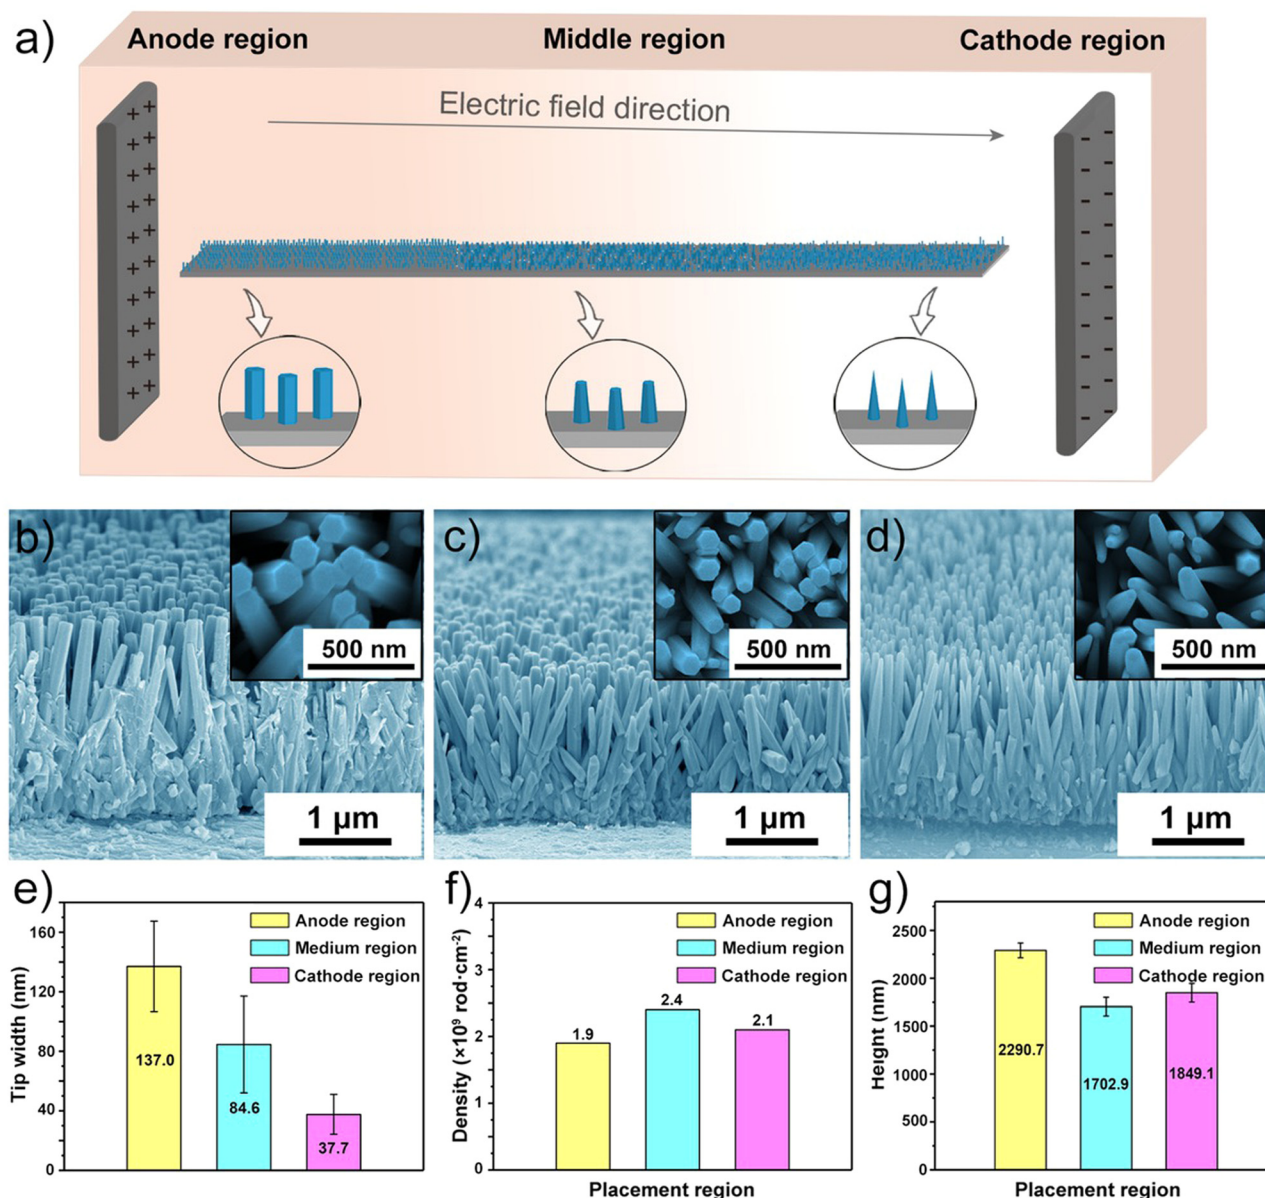 a)
Anode region
Middle region
Cathode region
Electric field direction
b)
500 nm
1 μm
c)
500 nm
1 μm
d)
500 nm
1 μm
e)
Tip width (nm)
160
120
80
40
0
Anode region
Medium region
Cathode region
137.0
84.6
37.7
f)
Density (×10⁹ rod·cm⁻²)
4
3
2
1
0
Anode region
Medium region
Cathode region
1.9
2.4
2.1
Placement region
g)
Height (nm)
2500
2000
1500
1000
500
0
Anode region
Medium region
Cathode region
2290.7
1702.9
1849.1
Placement region